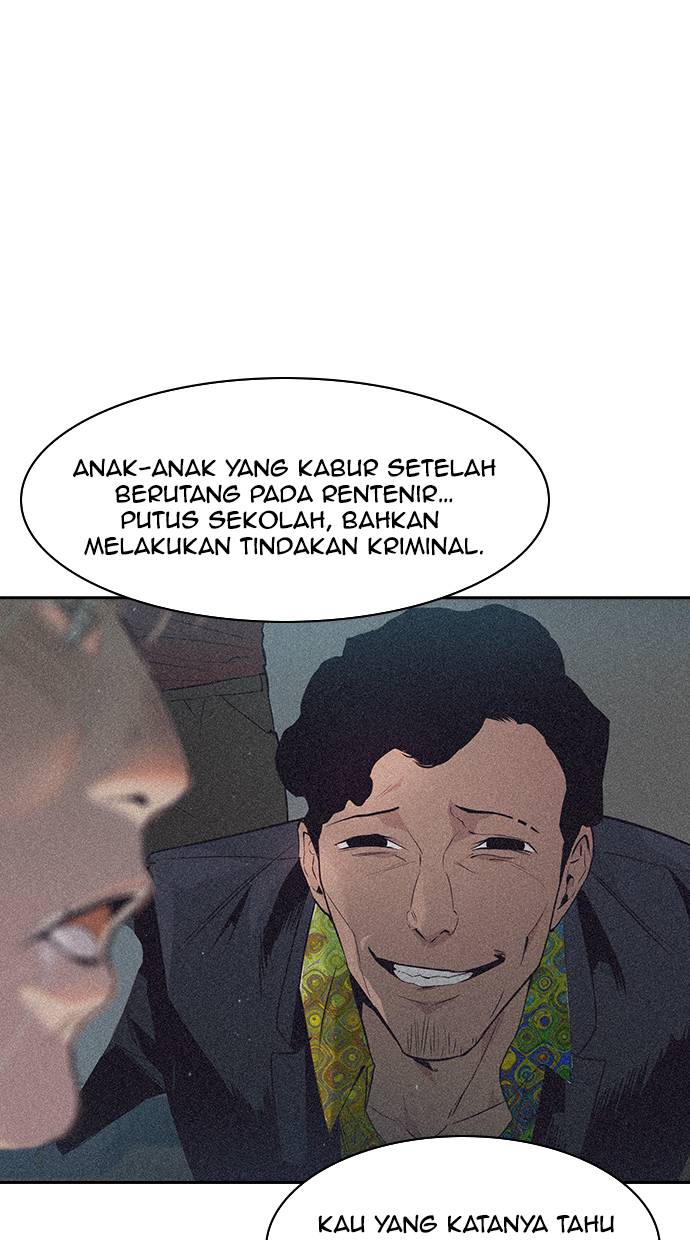 ANAK-ANAK YANG KABUR SETELAH
BERUTANG PADA RENTENIR...
PUTUS SEKOLAH, BAHKAN
MELAKUKAN TINDAKAN KRIMINAL.
KAU YANG KATANYA TAHU